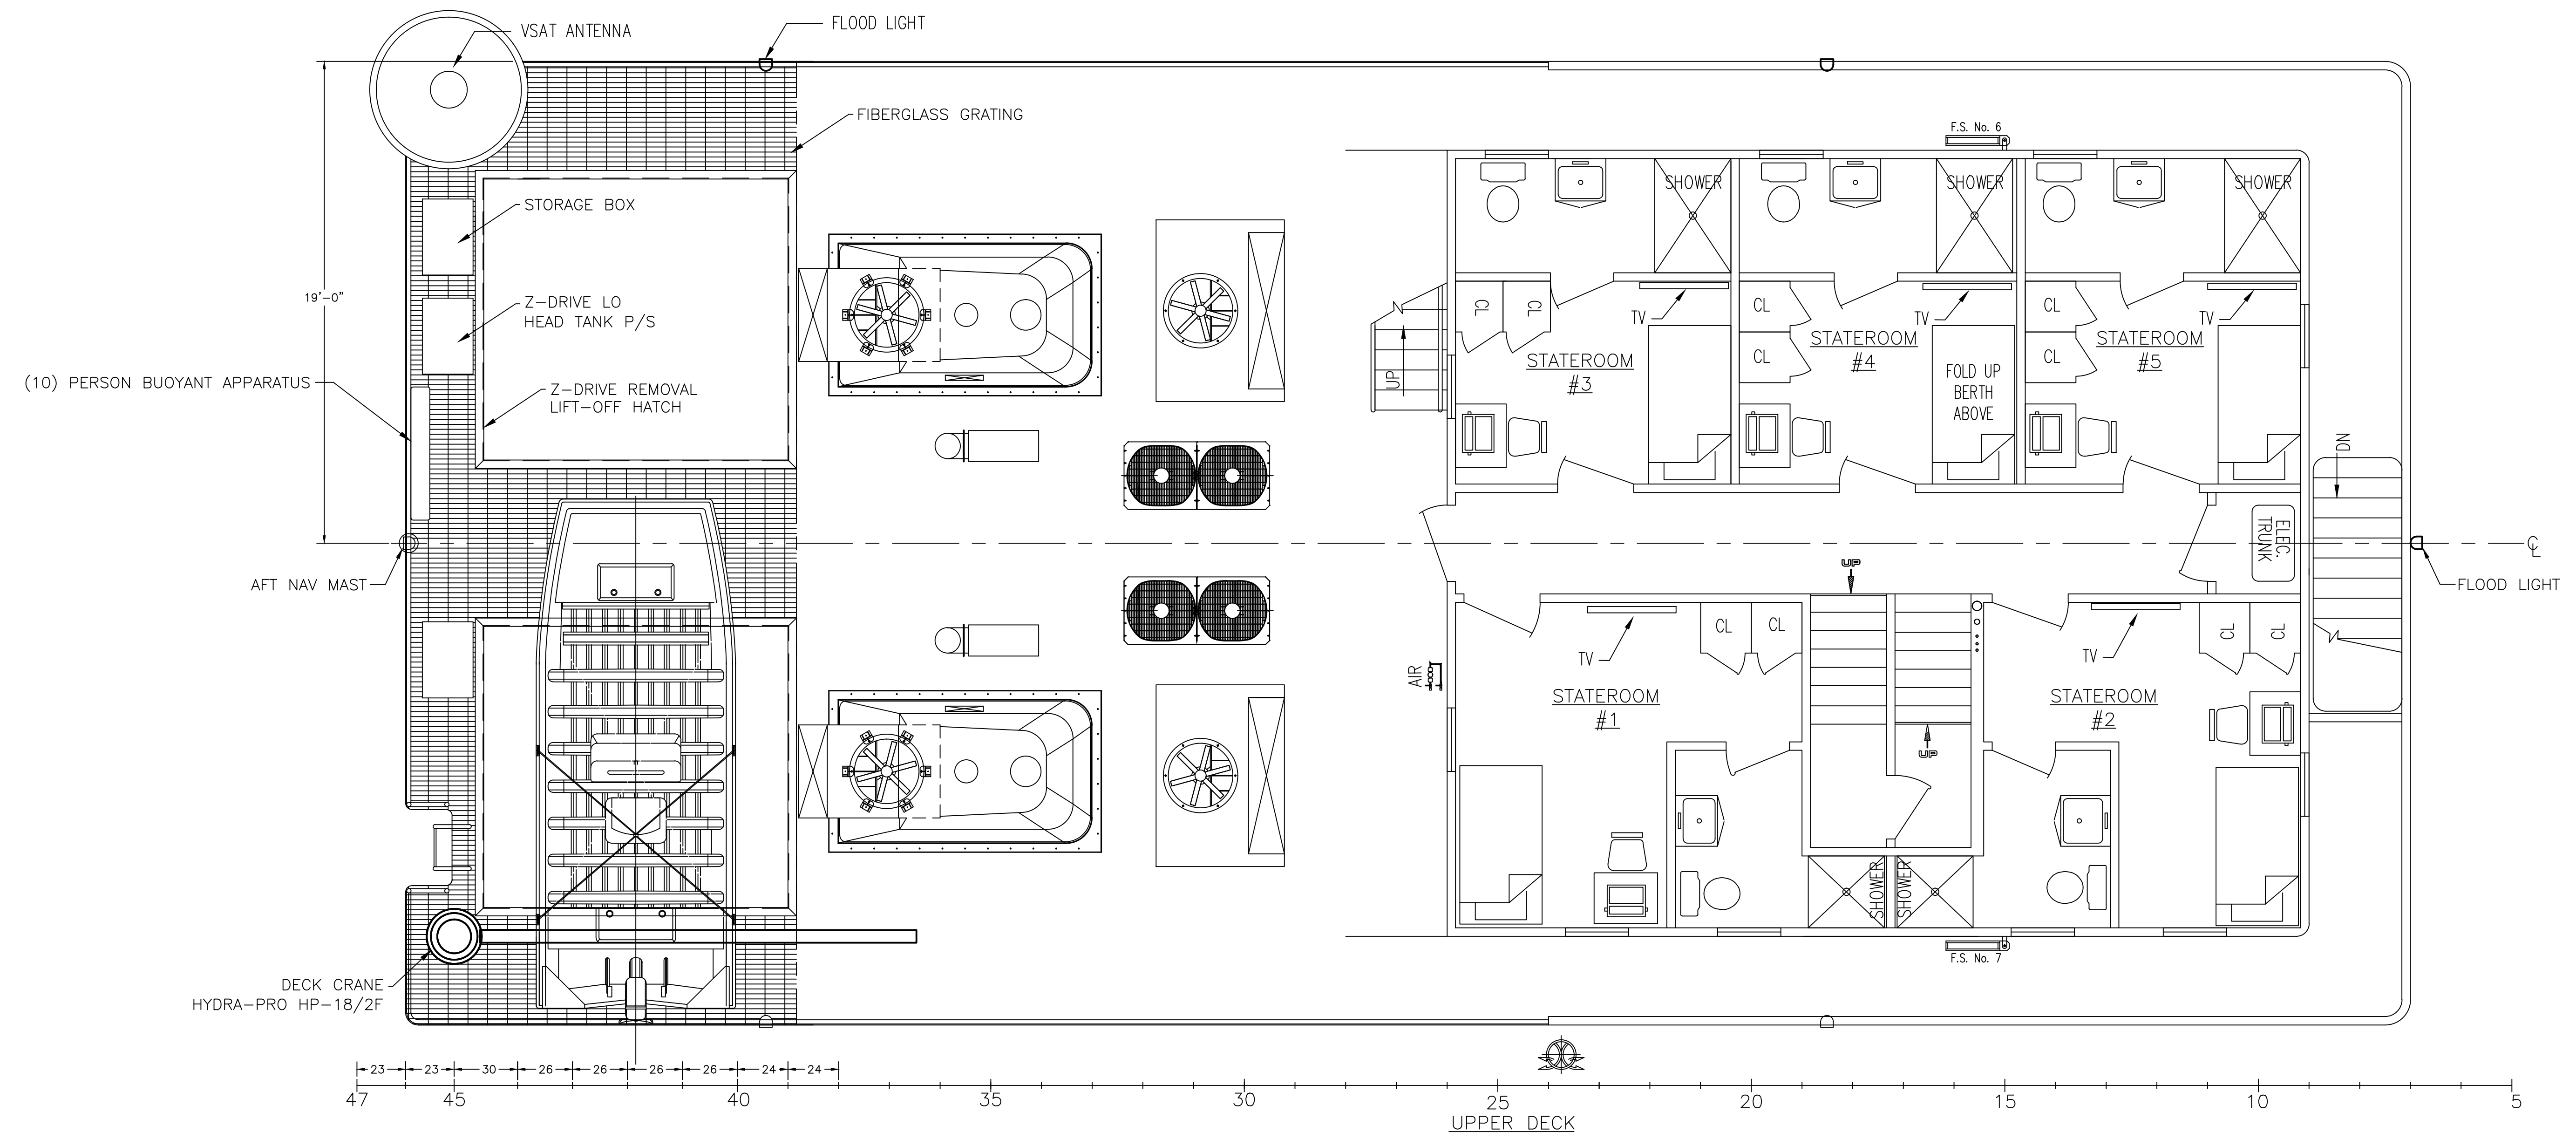 VSAT ANTENNA
FLOOD LIGHT
FIBERGLASS GRATING
19'-0"
STORAGE BOX
Z-DRIVE LO
HEAD TANK P/S
(10) PERSON BUOYANT APPARATUS
Z-DRIVE REMOVAL
LIFT-OFF HATCH
AFT NAV MAST
DECK CRANE
HYDRA-PRO HP-18/2F
F.S. No. 6
SHOWER
SHOWER
SHOWER
CL
CL
TV
STATEROOM
#3
UP
CL
CL
TV
STATEROOM
#4
FOLD UP
BERTH
ABOVE
CL
CL
TV
STATEROOM
#5
DN
ELEC.
TRUNK
℄
FLOOD LIGHT
UP
AIR
TV
CL
CL
STATEROOM
#1
UP
TV
CL
CL
STATEROOM
#2
SHOWER
SHOWER
F.S. No. 7
23
23
30
26
26
26
26
24
24
47
45
40
35
30
25
20
15
10
5
UPPER DECK